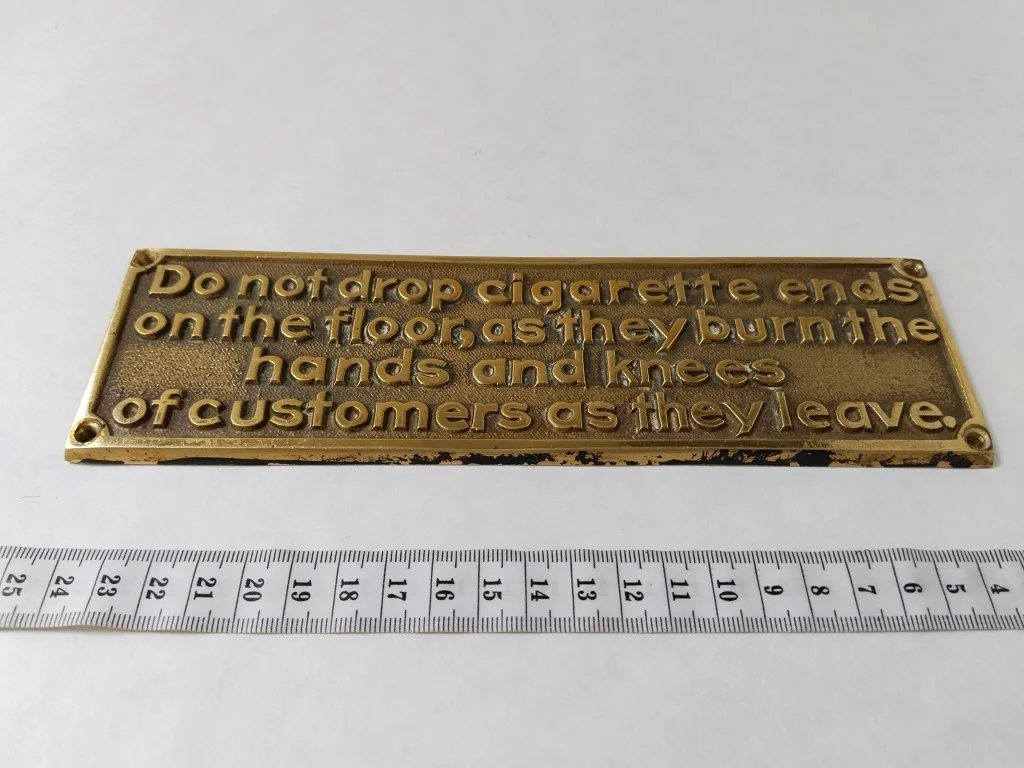 Do not drop cigarette ends
on the floor, as they burn the
hands and knees
of customers as they leave.
25 24 23 22 21 20 19 18 17 16 15 14 13 12 11 10 9 8 7 6 5 4